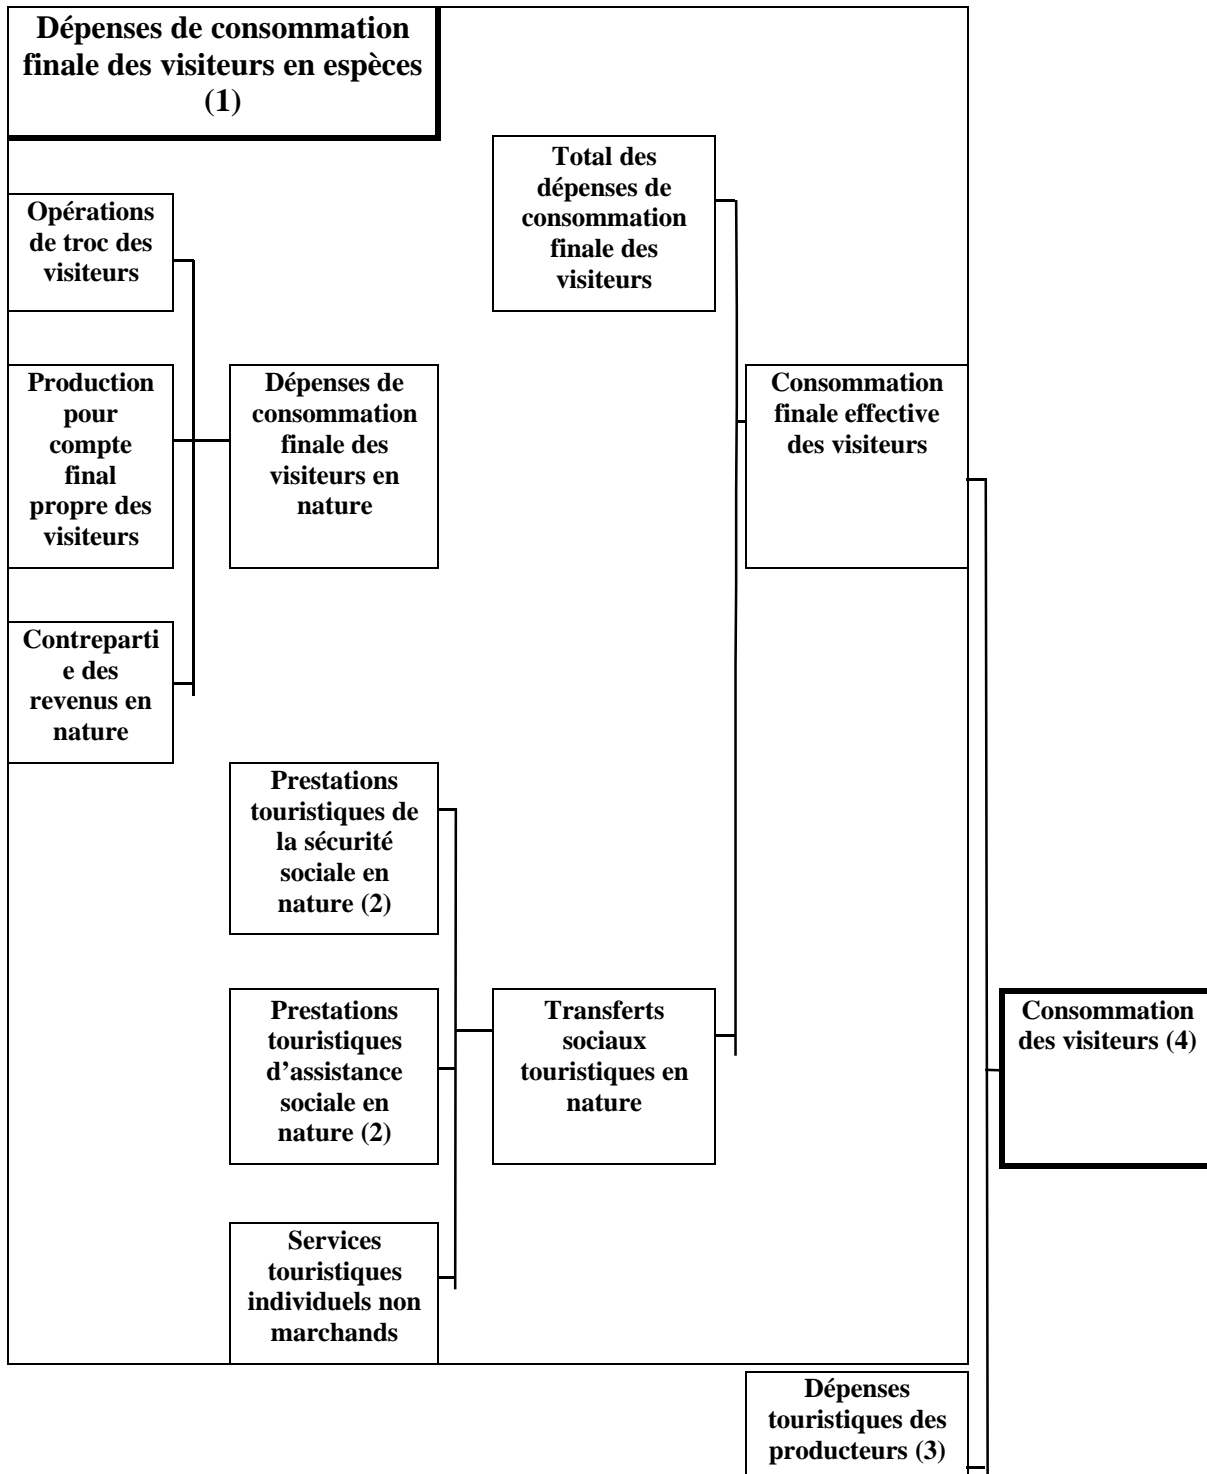 Dépenses de consommation
finale des visiteurs en espèces
(1)
Total des
dépenses de
consommation
finale des
visiteurs
Opérations
de troc des
visiteurs
Production
pour
compte
final
propre des
visiteurs
Dépenses de
consommation
finale des
visiteurs en
nature
Consommation
finale effective
des visiteurs
Contreparti
e des
revenus en
nature
Prestations
touristiques de
la sécurité
sociale en
nature (2)
Prestations
touristiques
d’assistance
sociale en
nature (2)
Transferts
sociaux
touristiques en
nature
Consommation
des visiteurs (4)
Services
touristiques
individuels non
marchands
Dépenses
touristiques des
producteurs (3)